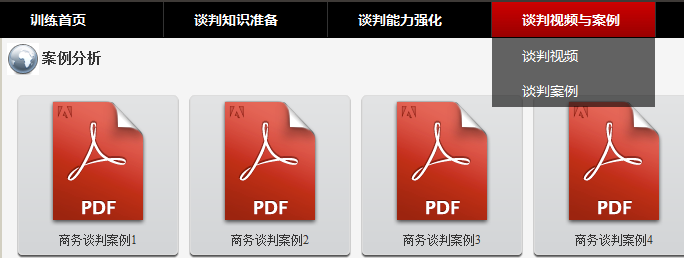 训练首页 谈判知识准备 谈判能力强化 谈判视频与案例
谈判视频
案例分析
谈判案例
PDF PDF PDF PDF
商务谈判案例1 商务谈判案例2 商务谈判案例3 商务谈判案例4